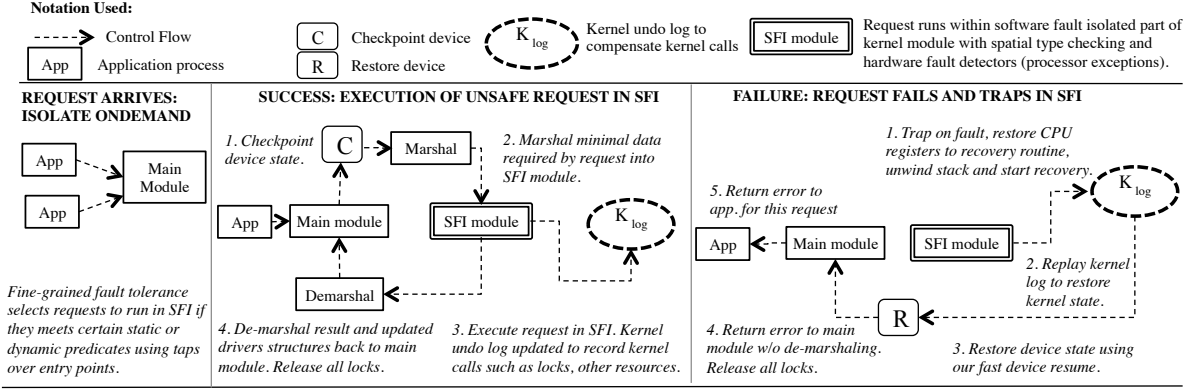 Notation Used:
Control Flow
App
Application process
C
Checkpoint device
R
Restore device
K log
Kernel undo log to
compensate kernel calls
SFI module
Request runs within software fault isolated part of
kernel module with spatial type checking and
hardware fault detectors (processor exceptions).
REQUEST ARRIVES:
ISOLATE ONDEMAND
App
App
Main
Module
Fine-grained fault tolerance
selects requests to run in SFI if
they meets certain static or
dynamic predicates using taps
over entry points.
SUCCESS: EXECUTION OF UNSAFE REQUEST IN SFI
1. Checkpoint
device state.
C
Marshal
2. Marshal minimal data
required by request into
SFI module.
App
Main module
SFI module
K log
Demarshal
4. De-marshal result and updated
drivers structures back to main
module. Release all locks.
3. Execute request in SFI. Kernel
undo log updated to record kernel
calls such as locks, other resources.
FAILURE: REQUEST FAILS AND TRAPS IN SFI
1. Trap on fault, restore CPU
registers to recovery routine,
unwind stack and start recovery.
K log
5. Return error to
app. for this request
App
Main module
SFI module
2. Replay kernel
log to restore
kernel state.
R
4. Return error to main
module w/o de-marshaling.
Release all locks.
3. Restore device state using
our fast device resume.